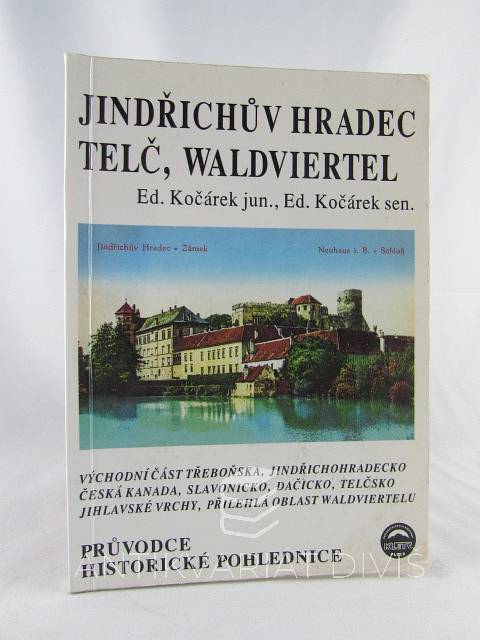 JINDŘICHŮV HRADEC
TELČ, WALDVIERTEL
Ed. Kočárek jun., Ed. Kočárek sen.
Jindřichův Hradec • Zámek
Neuhaus i. B. • Schloß
VÝCHODNÍ ČÁST TŘEBOŇSKA, JINDŘICHOHRADECKO
ČESKÁ KANADA, SLAVONICKO, DAČICKO, TELČSKO
JIHLAVSKÉ VRCHY, PŘILEHLÁ OBLAST WALDVIERTELU
PRŮVODCE
HISTORICKÉ POHLEDNICE
ANTIKVARIÁT DIVIŠ